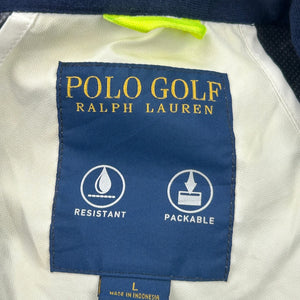 POLO GOLF
RALPH LAUREN
RESISTANT
PACKABLE
L
MADE IN INDONESIA